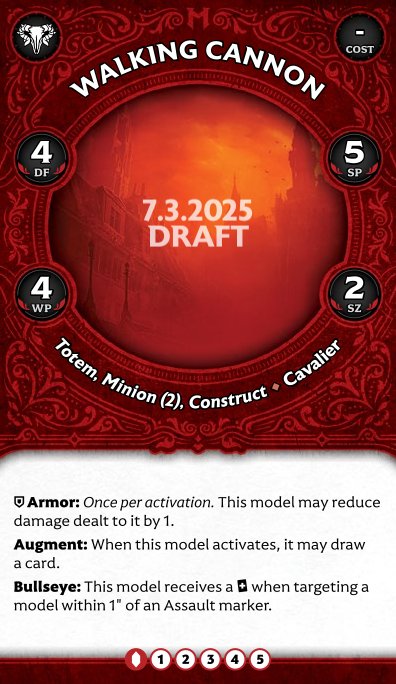 -
COST
WALKING CANNON
4
DF
5
SP
7.3.2025
DRAFT
4
WP
2
SZ
Totem, Minion (2), Construct ⬩ Cavalier
Armor: Once per activation. This model may reduce
damage dealt to it by 1.
Augment: When this model activates, it may draw
a card.
Bullseye: This model receives a when targeting a
model within 1" of an Assault marker.
1 2 3 4 5